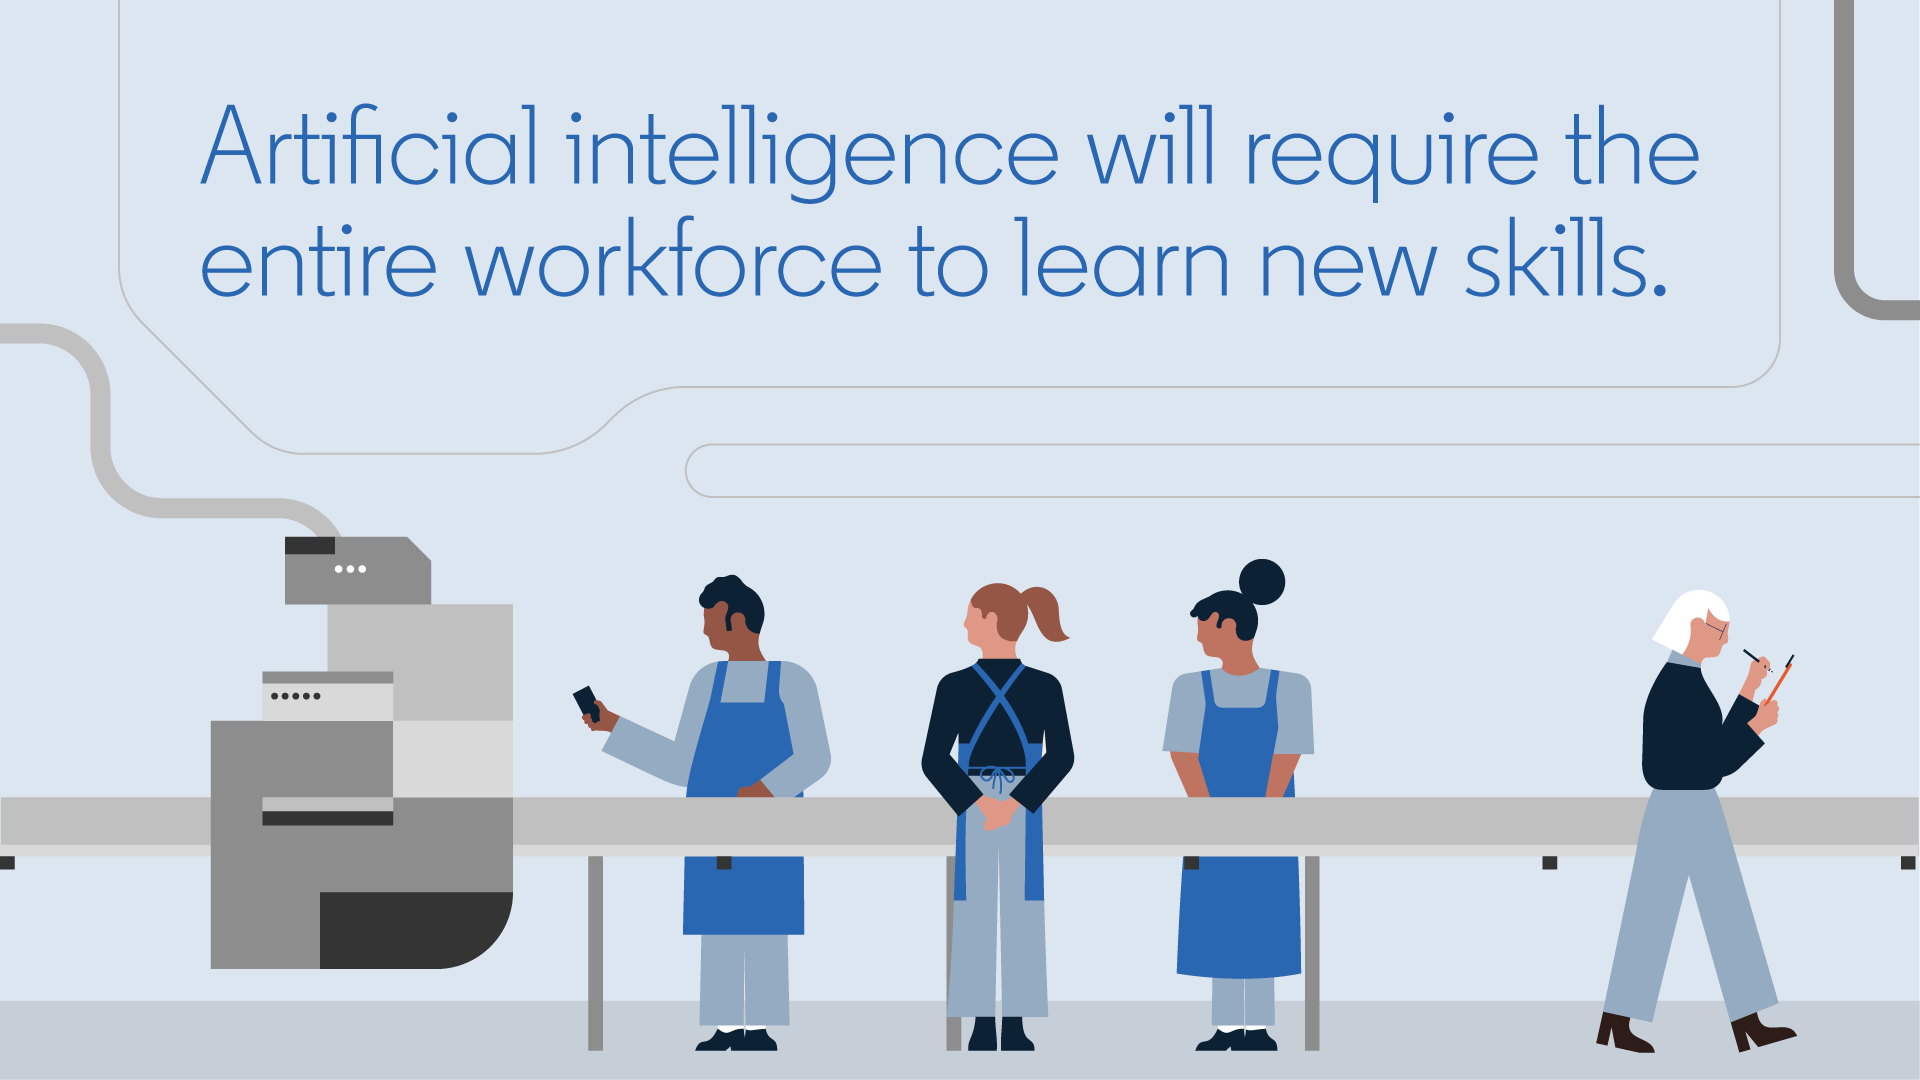 Artificial intelligence will require the
entire workforce to learn new skills.